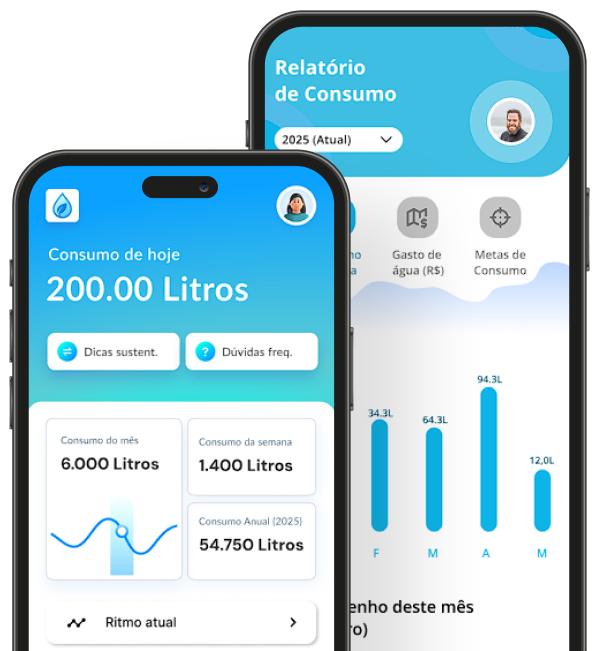 Relatório
de Consumo
2025 (Atual)
Gasto de
água (R$)
Metas de
Consumo
34.3L
64.3L
94.3L
12,0L
F
M
A
M
enho deste mês
ro)
Consumo de hoje
200.00 Litros
Dicas sustent.
? Dúvidas freq.
Consumo do mês
6.000 Litros
Consumo da semana
1.400 Litros
Consumo Anual (2025)
54.750 Litros
Ritmo atual